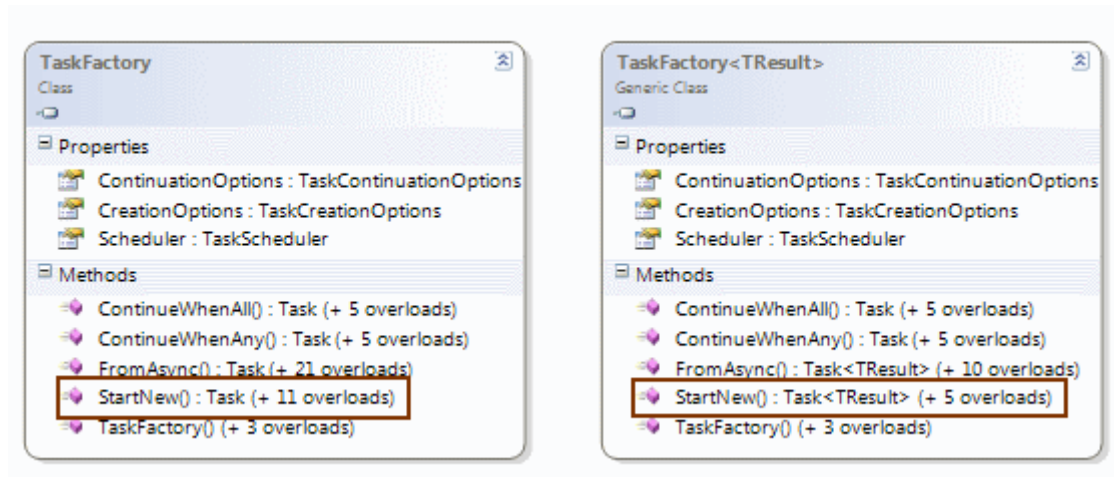 TaskFactory
Class
Properties
ContinuationOptions : TaskContinuationOptions
CreationOptions : TaskCreationOptions
Scheduler : TaskScheduler
Methods
ContinueWhenAll() : Task (+ 5 overloads)
ContinueWhenAny() : Task (+ 5 overloads)
FromAsync() : Task (+ 21 overloads)
StartNew() : Task (+ 11 overloads)
TaskFactory() (+ 3 overloads)
TaskFactory<TResult>
Generic Class
Properties
ContinuationOptions : TaskContinuationOptions
CreationOptions : TaskCreationOptions
Scheduler : TaskScheduler
Methods
ContinueWhenAll() : Task (+ 5 overloads)
ContinueWhenAny() : Task (+ 5 overloads)
FromAsync() : Task<TResult> (+ 10 overloads)
StartNew() : Task<TResult> (+ 5 overloads)
TaskFactory() (+ 3 overloads)